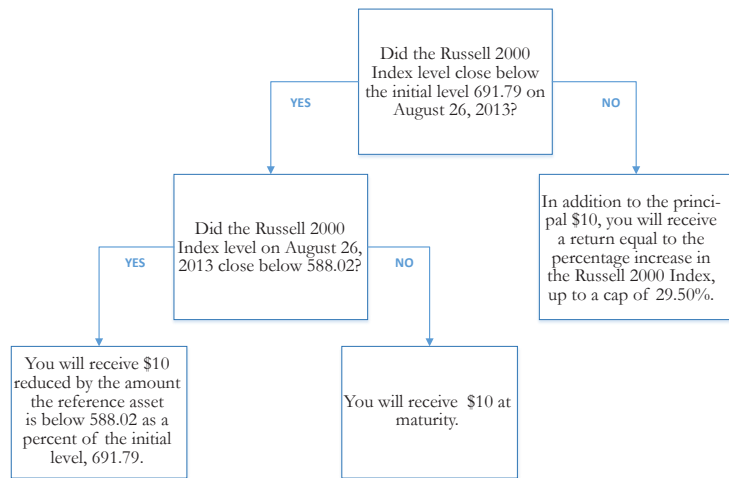 Did the Russell 2000
Index level close below
the initial level 691.79 on
August 26, 2013?
YES
NO
Did the Russell 2000
Index level on August 26,
2013 close below 588.02?
In addition to the princi-
pal $10, you will receive
a return equal to the
percentage increase in
the Russell 2000 Index,
up to a cap of 29.50%.
YES
NO
You will receive $10
reduced by the amount
the reference asset
is below 588.02 as a
percent of the initial
level, 691.79.
You will receive $10 at
maturity.